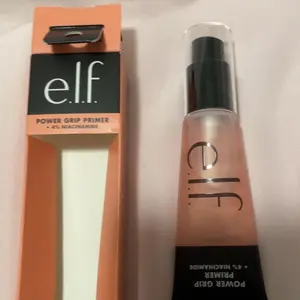 e.l.f.
POWER GRIP PRIMER
+ 4% NIACINAMIDE
e.l.f.
POWER GRIP
PRIMER
+ 4% NIACINAMIDE